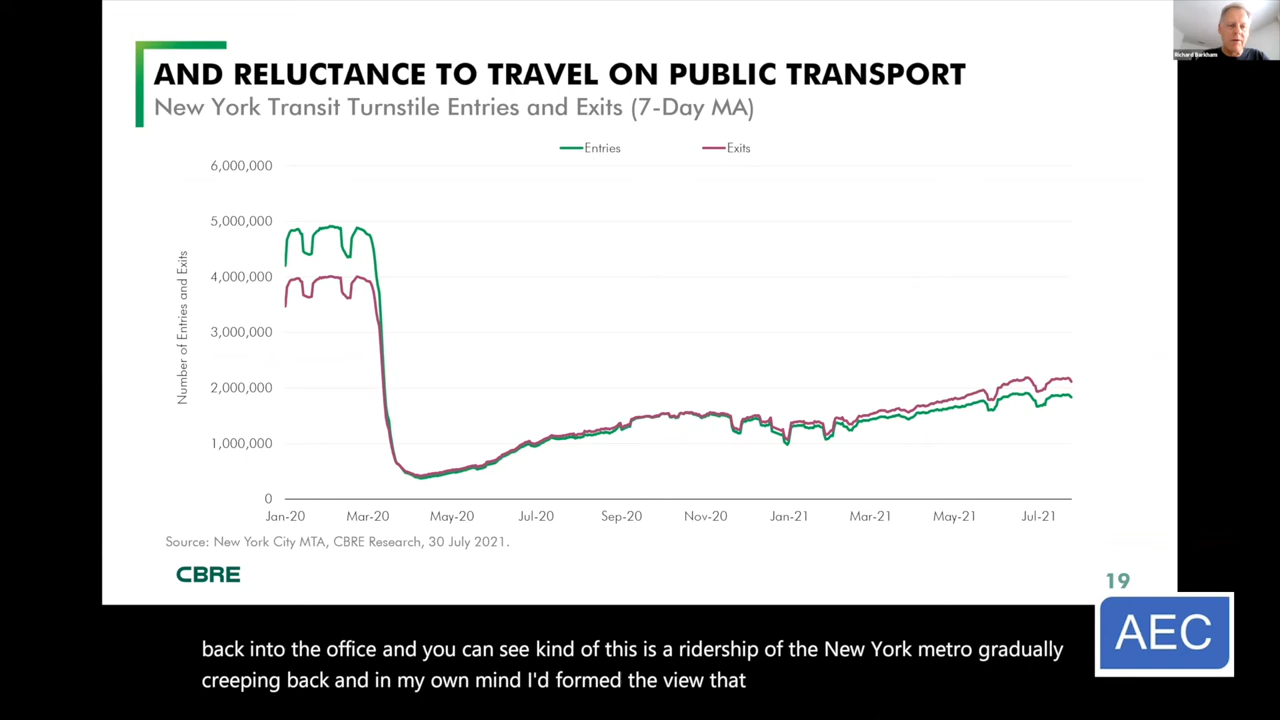 Richard Barkham
AND RELUCTANCE TO TRAVEL ON PUBLIC TRANSPORT
New York Transit Turnstile Entries and Exits (7-Day MA)
Entries Exits
6,000,000
5,000,000
4,000,000
3,000,000
2,000,000
1,000,000
0
Number of Entries and Exits
Jan-20 Mar-20 May-20 Jul-20 Sep-20 Nov-20 Jan-21 Mar-21 May-21 Jul-21
Source: New York City MTA, CBRE Research, 30 July 2021.
CBRE
19
AEC
back into the office and you can see kind of this is a ridership of the New York metro gradually
creeping back and in my own mind I'd formed the view that